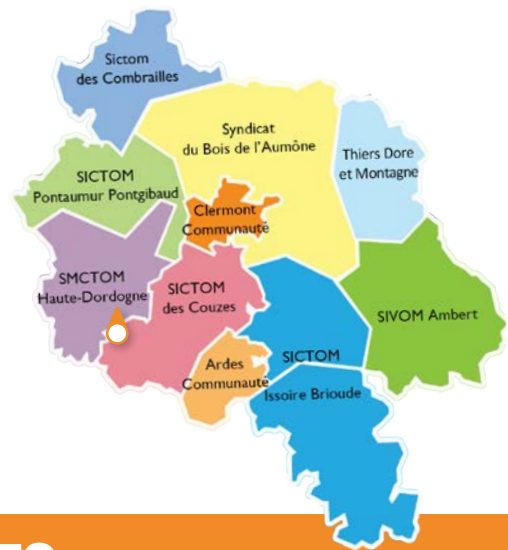 Sictom
des Combrailles
Syndicat
du Bois de l'Aumône
Thiers Dore
et Montagne
SICTOM
Pontaumur Pontgibaud
Clermont
Communauté
SMCTOM
Haute-Dordogne
SICTOM
des Couzes
SIVOM Ambert
Ardes
Communauté
SICTOM
Issoire Brioude